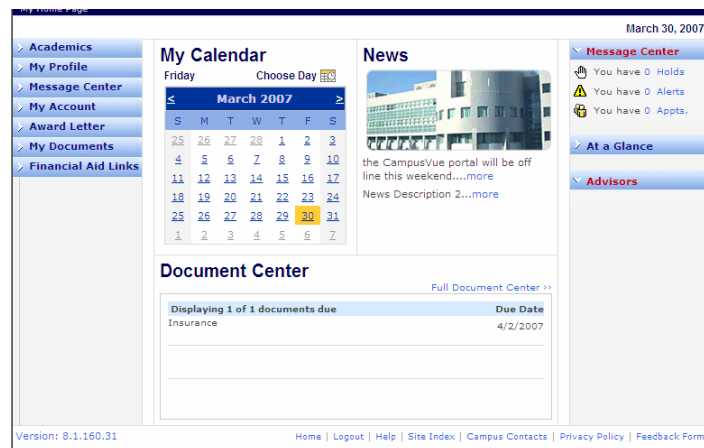 My Home Page
March 30, 2007
Academics
My Profile
Message Center
My Account
Award Letter
My Documents
Financial Aid Links
My Calendar
Friday Choose Day
< March 2007 >
S M T W T F S
25 26 27 28 1 2 3
4 5 6 7 8 9 10
11 12 13 14 15 16 17
18 19 20 21 22 23 24
25 26 27 28 29 30 31
1 2 3 4 5 6 7
News
the CampusVue portal will be off
line this weekend....more
News Description 2...more
Message Center
You have 0 Holds
You have 0 Alerts
You have 0 Appts.
At a Glance
Advisors
Document Center
Full Document Center >>
Displaying 1 of 1 documents due Due Date
Insurance 4/2/2007
Version: 8.1.160.31
Home | Logout | Help | Site Index | Campus Contacts | Privacy Policy | Feedback Form